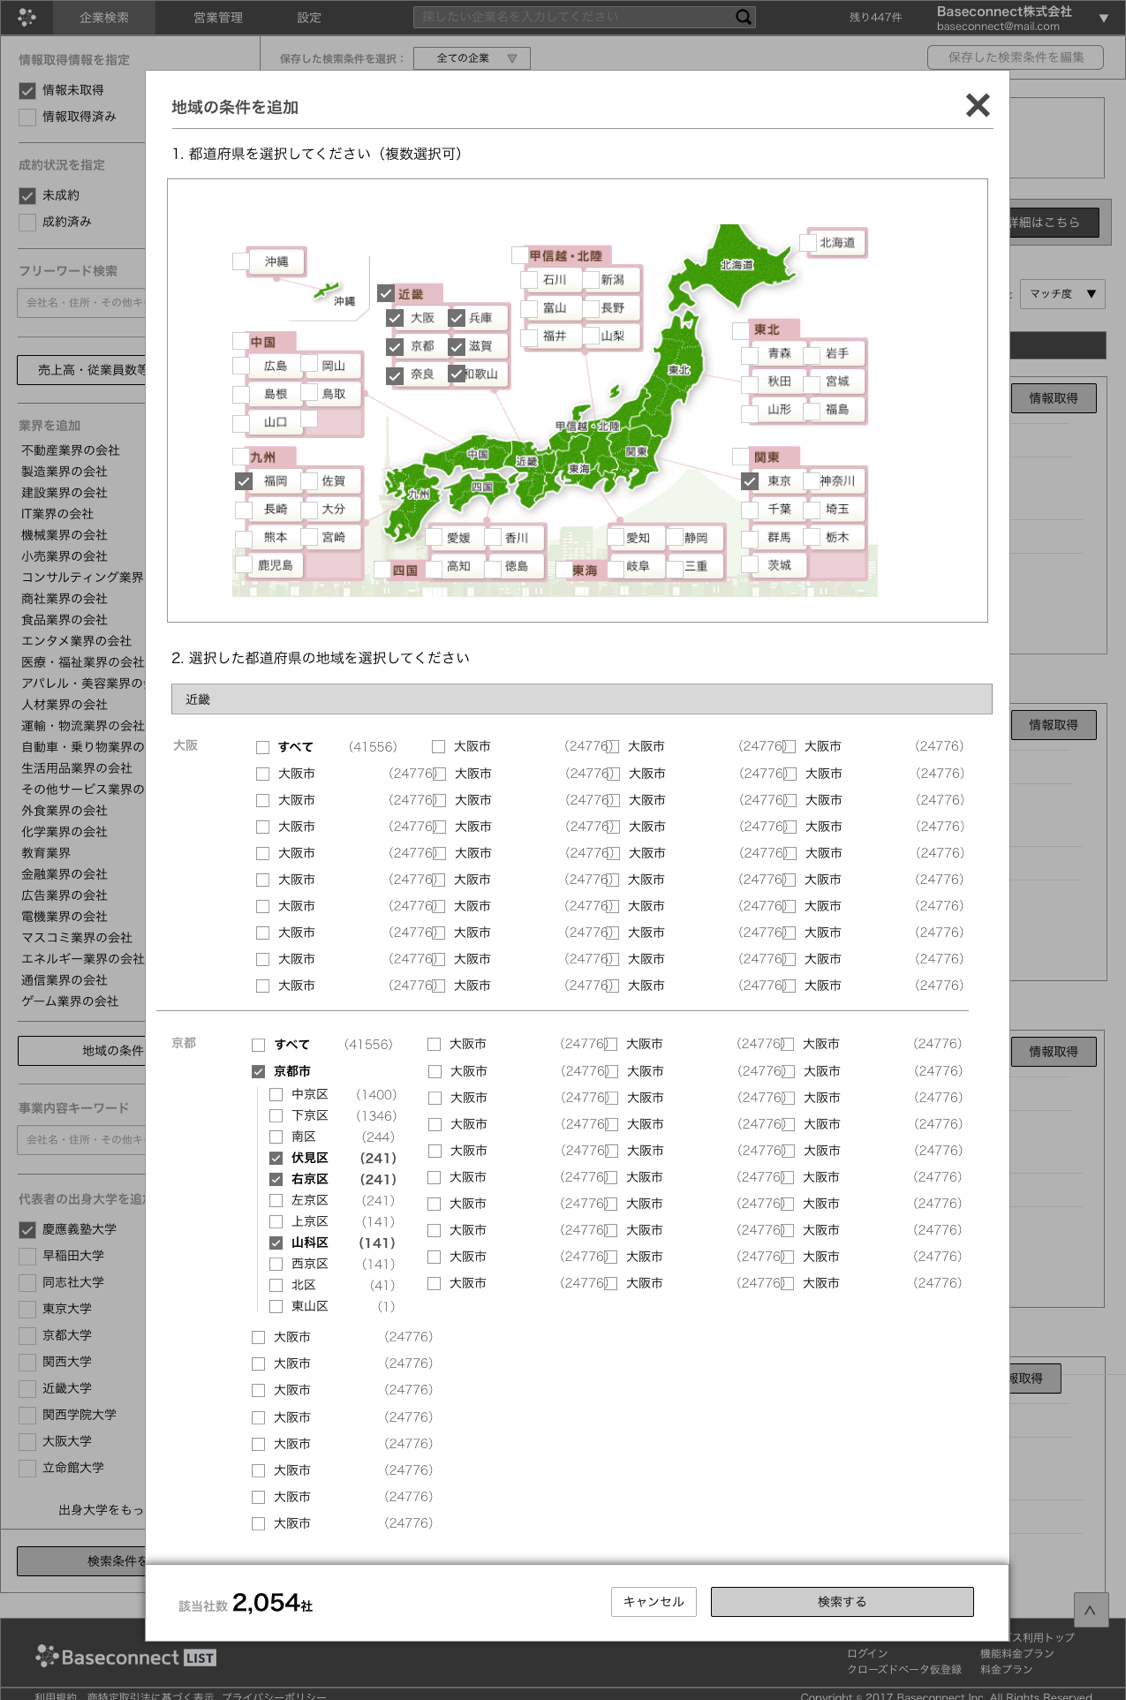 企業検索
営業管理
設定
探したい企業名を入力してください
残り447件
Baseconnect株式会社
baseconnect@mail.com
▼
情報取得情報を指定
情報未取得
情報取得済み
成約状況を指定
未成約
成約済み
フリーワード検索
会社名・住所・その他キー
売上高・従業員数等
業界を追加
不動産業界の会社
製造業界の会社
建設業界の会社
IT業界の会社
機械業界の会社
小売業界の会社
コンサルティング業界
商社業界の会社
食品業界の会社
エンタメ業界の会社
医療・福祉業界の会社
アパレル・美容業界の
人材業界の会社
運輸・物流業界の会社
自動車・乗り物業界の
生活用品業界の会社
その他サービス業界の
外食業界の会社
化学業界の会社
教育業界
金融業界の会社
広告業界の会社
電機業界の会社
マスコミ業界の会社
エネルギー業界の会社
通信業界の会社
ゲーム業界の会社
地域の条件
事業内容キーワード
会社名・住所・その他キー
代表者の出身大学を追加
慶應義塾大学
早稲田大学
同志社大学
東京大学
京都大学
関西大学
近畿大学
関西学院大学
大阪大学
立命館大学
出身大学をもっ
検索条件を
保存した検索条件を選択：
全ての企業 ▽
保存した検索条件を編集
詳細はこちら
マッチ度 ▼
情報取得
情報取得
情報取得
報取得
地域の条件を追加
1. 都道府県を選択してください（複数選択可）
沖縄
沖縄
近畿
大阪 兵庫
京都 滋賀
奈良 和歌山
甲信越・北陸
石川 新潟
富山 長野
福井 山梨
北海道
北海道
中国
広島 岡山
島根 鳥取
山口
東北
青森 岩手
秋田 宮城
山形 福島
東北
甲信越・北陸
関東
中国
近畿
東海
四国
九州
九州
福岡 佐賀
長崎 大分
熊本 宮崎
鹿児島
関東
東京 神奈川
千葉 埼玉
群馬 栃木
茨城
四国
愛媛 香川
高知 徳島
東海
愛知 静岡
岐阜 三重
2. 選択した都道府県の地域を選択してください
近畿
大阪
すべて （41556） 大阪市 （24776） 大阪市 （24776） 大阪市 （24776）
大阪市 （24776） 大阪市 （24776） 大阪市 （24776） 大阪市 （24776）
大阪市 （24776） 大阪市 （24776） 大阪市 （24776） 大阪市 （24776）
大阪市 （24776） 大阪市 （24776） 大阪市 （24776） 大阪市 （24776）
大阪市 （24776） 大阪市 （24776） 大阪市 （24776） 大阪市 （24776）
大阪市 （24776） 大阪市 （24776） 大阪市 （24776） 大阪市 （24776）
大阪市 （24776） 大阪市 （24776） 大阪市 （24776） 大阪市 （24776）
大阪市 （24776） 大阪市 （24776） 大阪市 （24776） 大阪市 （24776）
大阪市 （24776） 大阪市 （24776） 大阪市 （24776） 大阪市 （24776）
大阪市 （24776） 大阪市 （24776） 大阪市 （24776） 大阪市 （24776）
京都
すべて （41556） 大阪市 （24776） 大阪市 （24776） 大阪市 （24776）
京都市 大阪市 （24776） 大阪市 （24776） 大阪市 （24776）
中京区 （1400） 大阪市 （24776） 大阪市 （24776） 大阪市 （24776）
下京区 （1346） 大阪市 （24776） 大阪市 （24776） 大阪市 （24776）
南区 （244）
伏見区 （241） 大阪市 （24776） 大阪市 （24776） 大阪市 （24776）
右京区 （241） 大阪市 （24776） 大阪市 （24776） 大阪市 （24776）
左京区 （241） 大阪市 （24776） 大阪市 （24776） 大阪市 （24776）
上京区 （141） 大阪市 （24776） 大阪市 （24776） 大阪市 （24776）
山科区 （141）
西京区 （141） 大阪市 （24776） 大阪市 （24776） 大阪市 （24776）
北区 （41） 大阪市 （24776） 大阪市 （24776） 大阪市 （24776）
東山区 （1）
大阪市 （24776）
大阪市 （24776）
大阪市 （24776）
大阪市 （24776）
大阪市 （24776）
大阪市 （24776）
大阪市 （24776）
大阪市 （24776）
該当社数 2,054社
キャンセル
検索する
Baseconnect LIST
ス利用トップ
ログイン 機能料金プラン
クローズドベータ仮登録 料金プラン
利用規約 商特定取引法に基づく表示 プライバシーポリシー
Copyright © 2017 Baseconnect Inc. All Rights Reserved.